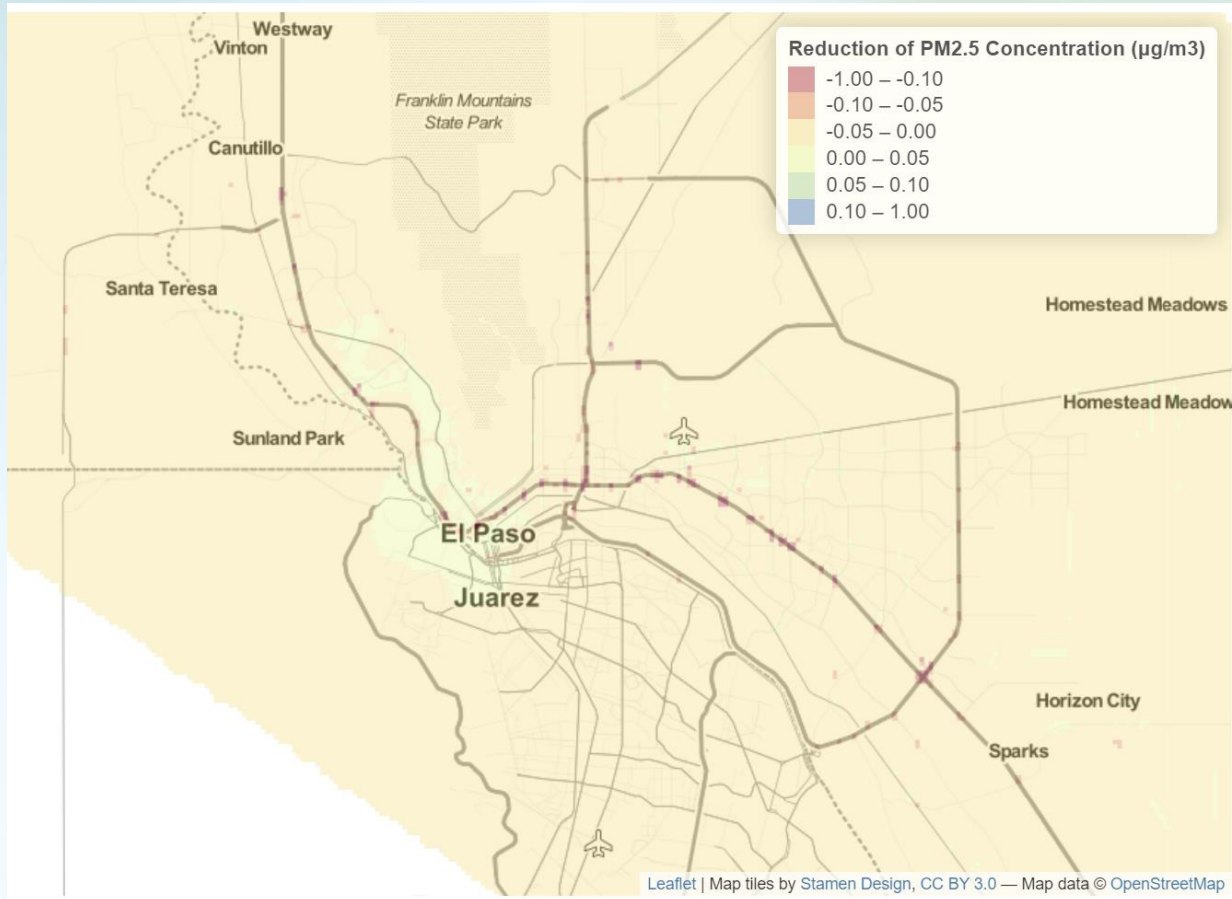 Westway
Vinton
Franklin Mountains
State Park
Canutillo
Reduction of PM2.5 Concentration (µg/m3)
-1.00 – -0.10
-0.10 – -0.05
-0.05 – 0.00
0.00 – 0.05
0.05 – 0.10
0.10 – 1.00
Santa Teresa
Homestead Meadows
Homestead Meadow
Sunland Park
El Paso
Juarez
Horizon City
Sparks
Leaflet | Map tiles by Stamen Design, CC BY 3.0 — Map data © OpenStreetMap